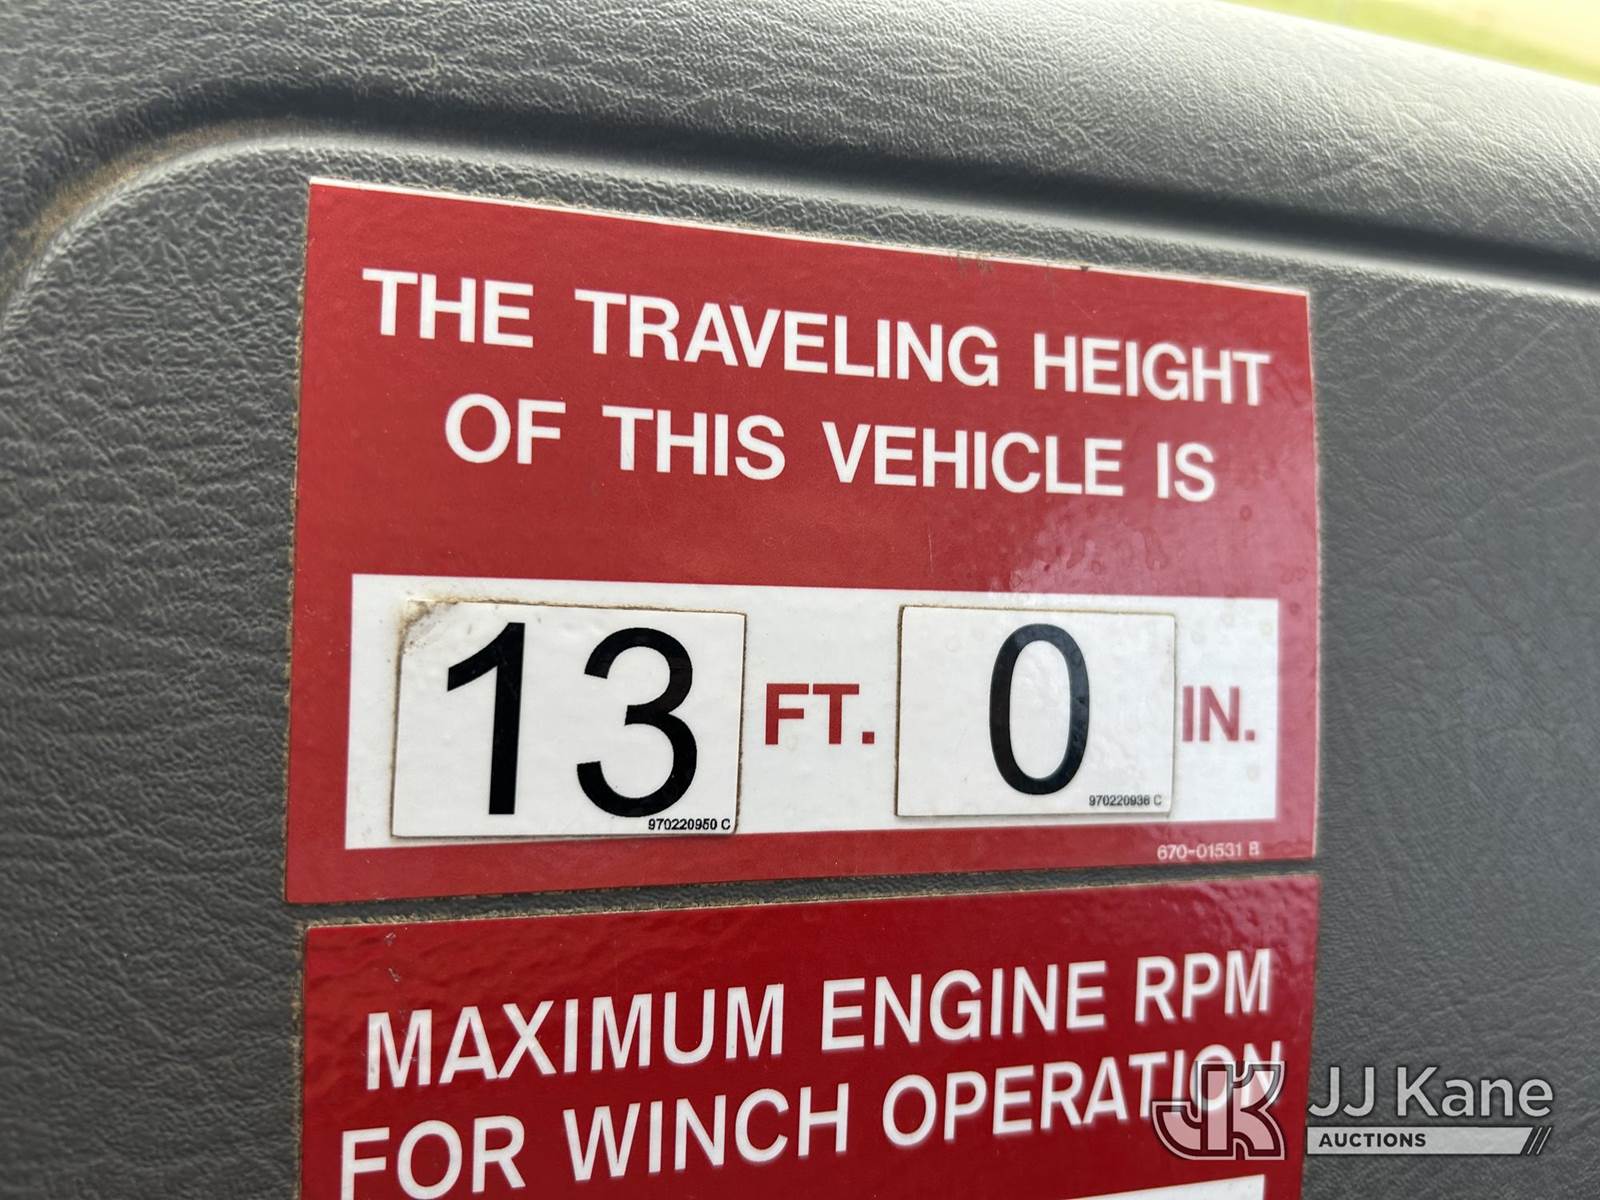 THE TRAVELING HEIGHT
OF THIS VEHICLE IS
13 FT. 0 IN.
970220950 C
970220936 C
670-01531 B
MAXIMUM ENGINE RPM
FOR WINCH OPERATION
JK JJ Kane
AUCTIONS